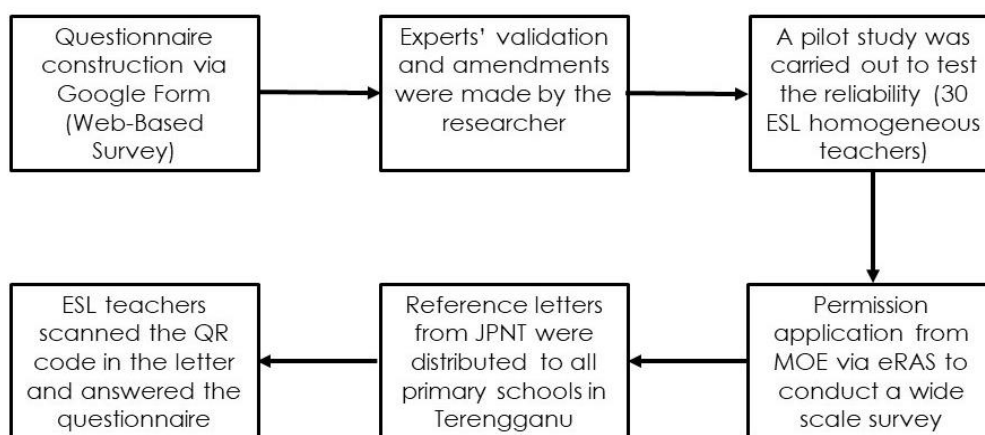 Questionnaire
construction via
Google Form
(Web-Based
Survey)
Experts' validation
and amendments
were made by the
researcher
A pilot study was
carried out to test
the reliability (30
ESL homogeneous
teachers)
Permission
application from
MOE via eRAS to
conduct a wide
scale survey
Reference letters
from JPNT were
distributed to all
primary schools in
Terengganu
ESL teachers
scanned the QR
code in the letter
and answered the
questionnaire